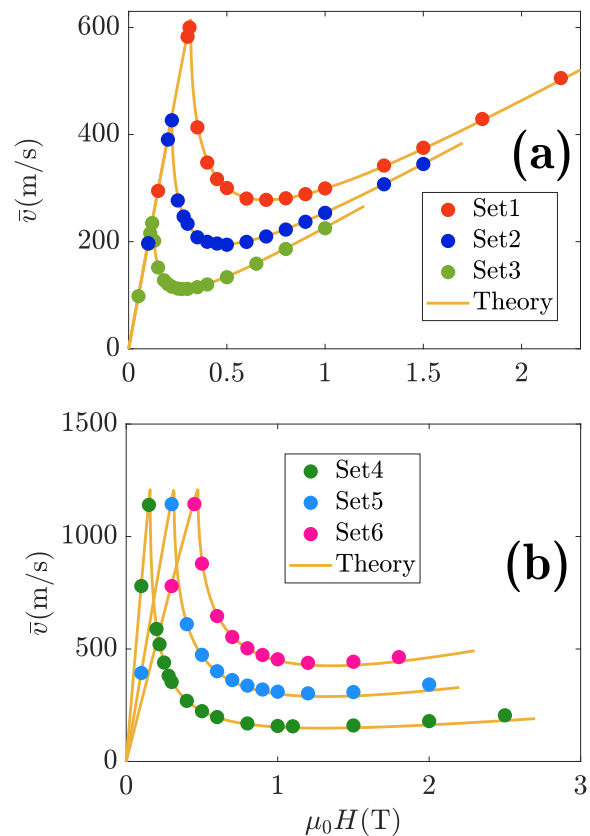 600
400
200
0
v̄(m/s)
(a)
Set1
Set2
Set3
Theory
0 0.5 1 1.5 2
1500
1000
500
0
v̄(m/s)
(b)
Set4
Set5
Set6
Theory
0 1 2 3
μ₀H(T)